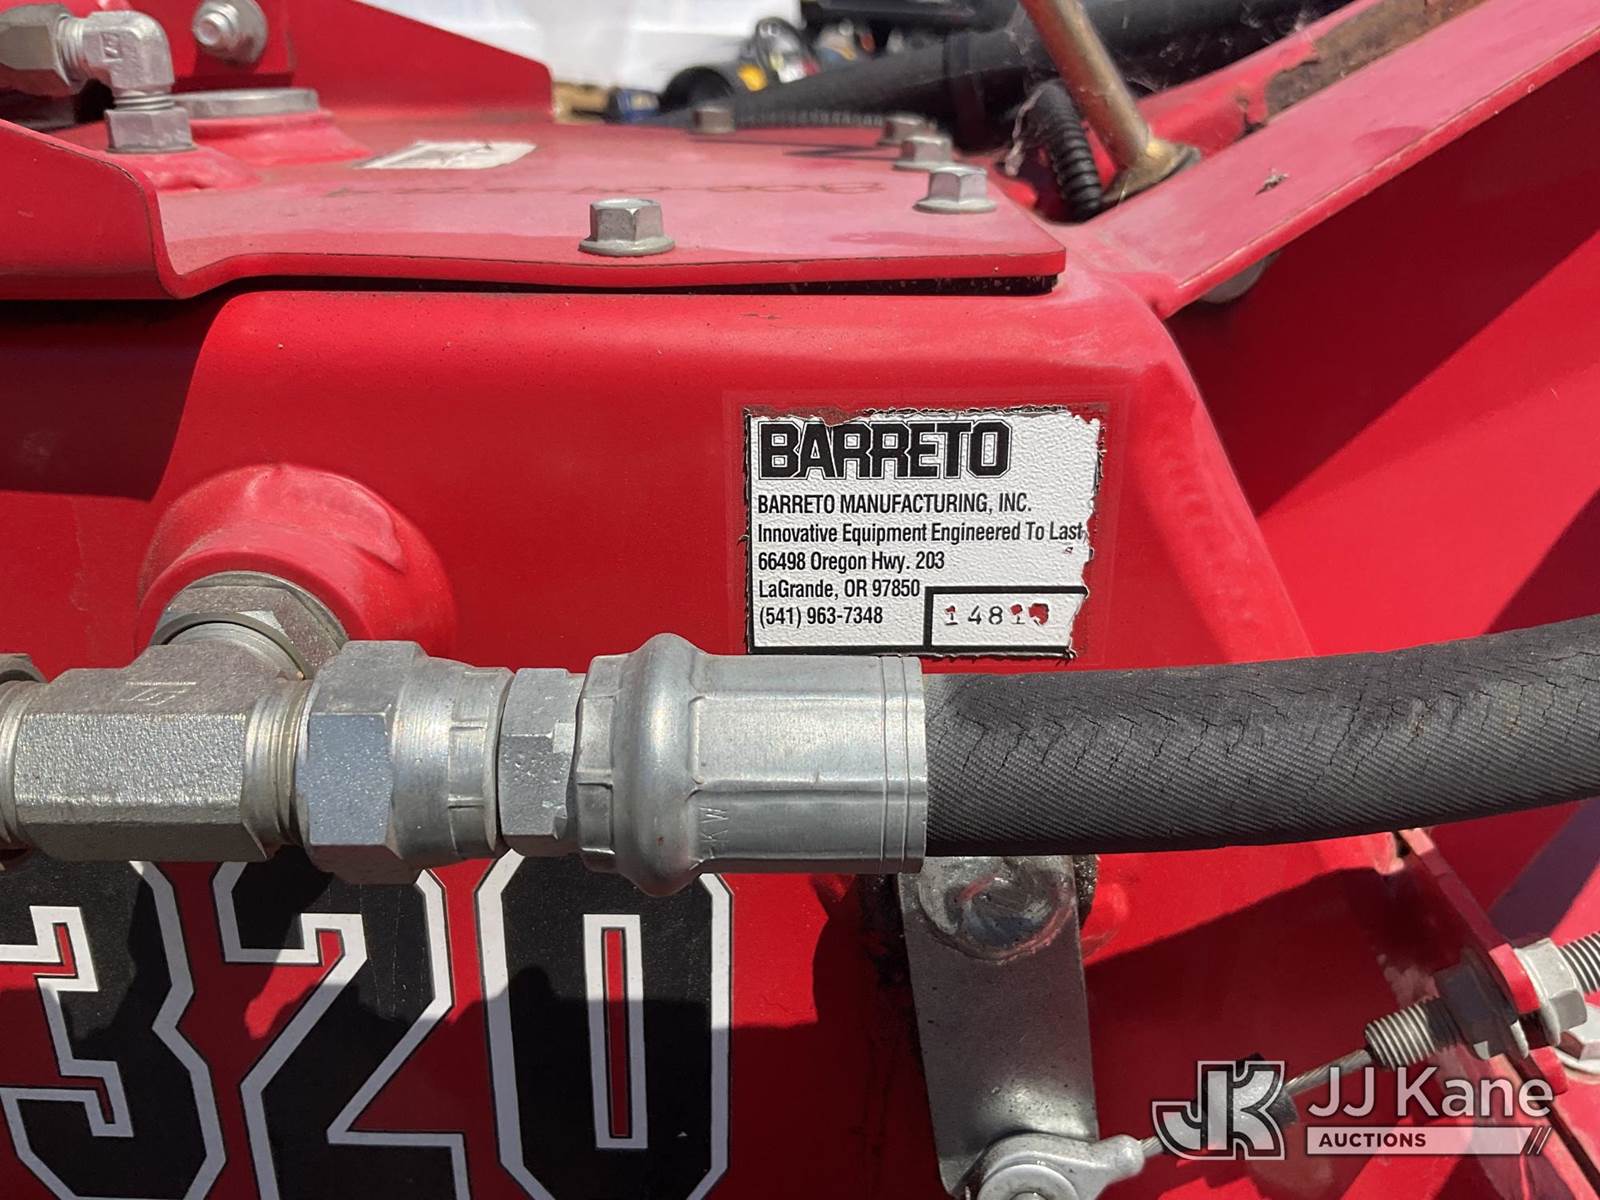 BARRETO
BARRETO MANUFACTURING, INC.
Innovative Equipment Engineered To Last
66498 Oregon Hwy. 203
LaGrande, OR 97850
(541) 963-7348
320
KW
JJ Kane
AUCTIONS